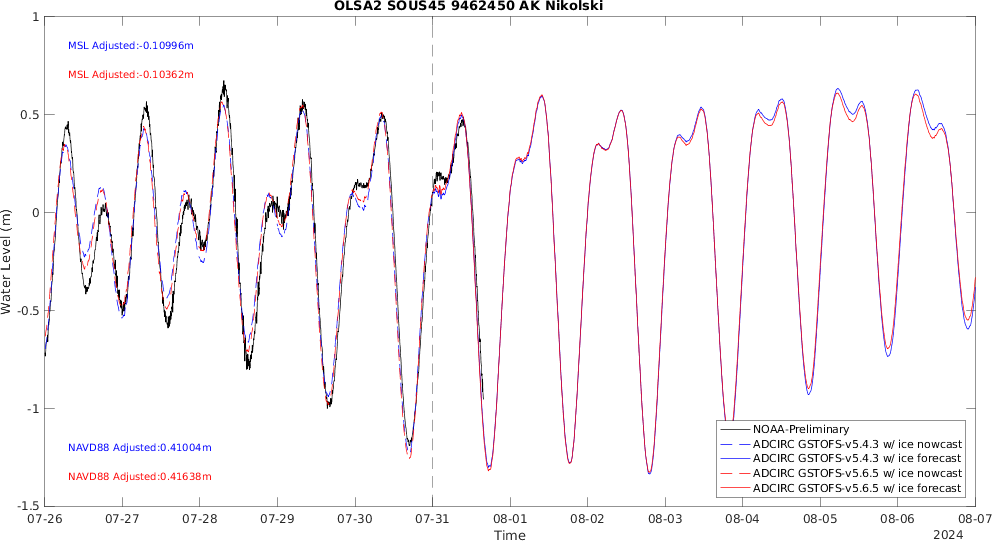 OLSA2 SOUS45 9462450 AK Nikolski
MSL Adjusted:-0.10996m
MSL Adjusted:-0.10362m
NAVD88 Adjusted:0.41004m
NAVD88 Adjusted:0.41638m
Water Level (m)
1
0.5
0
-0.5
-1
-1.5
NOAA-Preliminary
ADCIRC GSTOFS-v5.4.3 w/ ice nowcast
ADCIRC GSTOFS-v5.4.3 w/ ice forecast
ADCIRC GSTOFS-v5.6.5 w/ ice nowcast
ADCIRC GSTOFS-v5.6.5 w/ ice forecast
07-26 07-27 07-28 07-29 07-30 07-31 08-01 08-02 08-03 08-04 08-05 08-06 08-07
Time
2024